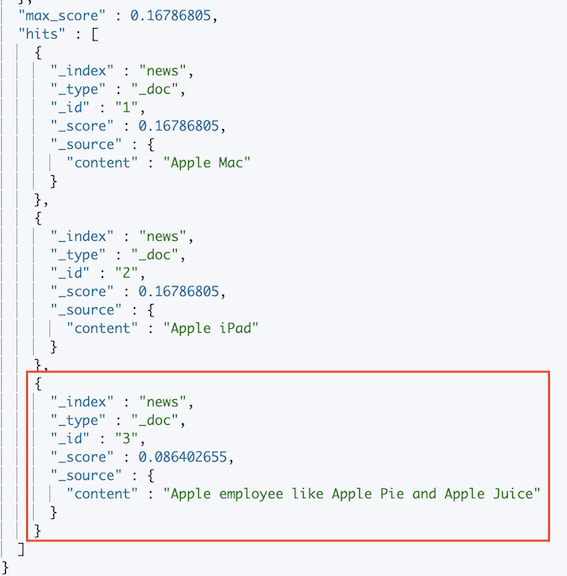 },
"max_score" : 0.16786805,
"hits" : [
{
"_index" : "news",
"_type" : "_doc",
"_id" : "1",
"_score" : 0.16786805,
"_source" : {
"content" : "Apple Mac"
}
},
{
"_index" : "news",
"_type" : "_doc",
"_id" : "2",
"_score" : 0.16786805,
"_source" : {
"content" : "Apple iPad"
}
},
{
"_index" : "news",
"_type" : "_doc",
"_id" : "3",
"_score" : 0.086402655,
"_source" : {
"content" : "Apple employee like Apple Pie and Apple Juice"
}
}
]
}